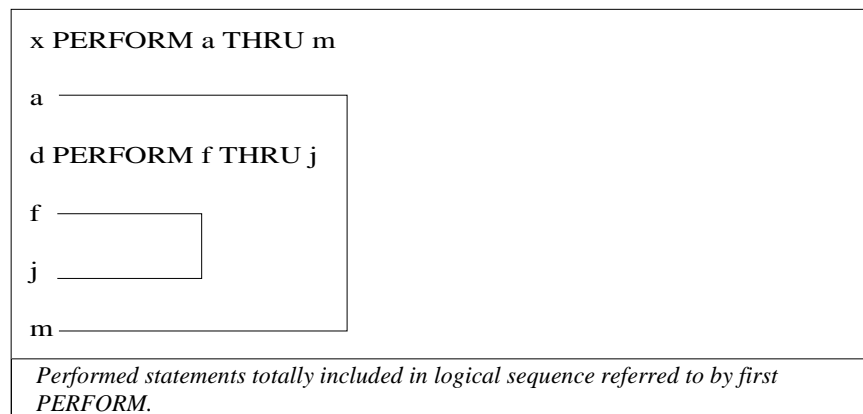 x PERFORM a THRU m
a
d PERFORM f THRU j
f
j
m
Performed statements totally included in logical sequence referred to by first
PERFORM.